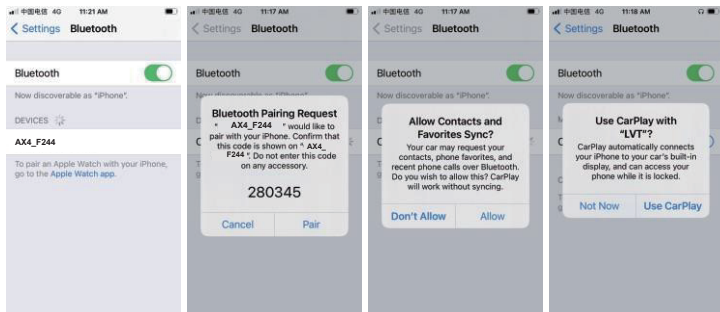 中国电信 4G 11:21 AM
Settings Bluetooth
Bluetooth
Now discoverable as "iPhone".
DEVICES
AX4_F244
To pair an Apple Watch with your iPhone,
go to the Apple Watch app.
中国电信 4G 11:17 AM
Settings Bluetooth
Bluetooth
Now discoverable as "iPhone".
Bluetooth Pairing Request
" AX4_F244 " would like to
pair with your iPhone. Confirm that
this code is shown on " AX4_
F244 ". Do not enter this code
on any accessory.
280345
Cancel Pair
中国电信 4G 11:17 AM
Settings Bluetooth
Bluetooth
Now discoverable as "iPhone".
Allow Contacts and
Favorites Sync?
Your car may request your
contacts, phone favorites, and
recent phone calls over Bluetooth.
Do you wish to allow this? CarPlay
will work without syncing.
Don't Allow Allow
中国电信 4G 11:18 AM
Settings Bluetooth
Bluetooth
Now discoverable as "iPhone".
Use CarPlay with
"LVT"?
CarPlay automatically connects
your iPhone to your car's built-in
display, and can access your
phone while it is locked.
Not Now Use CarPlay